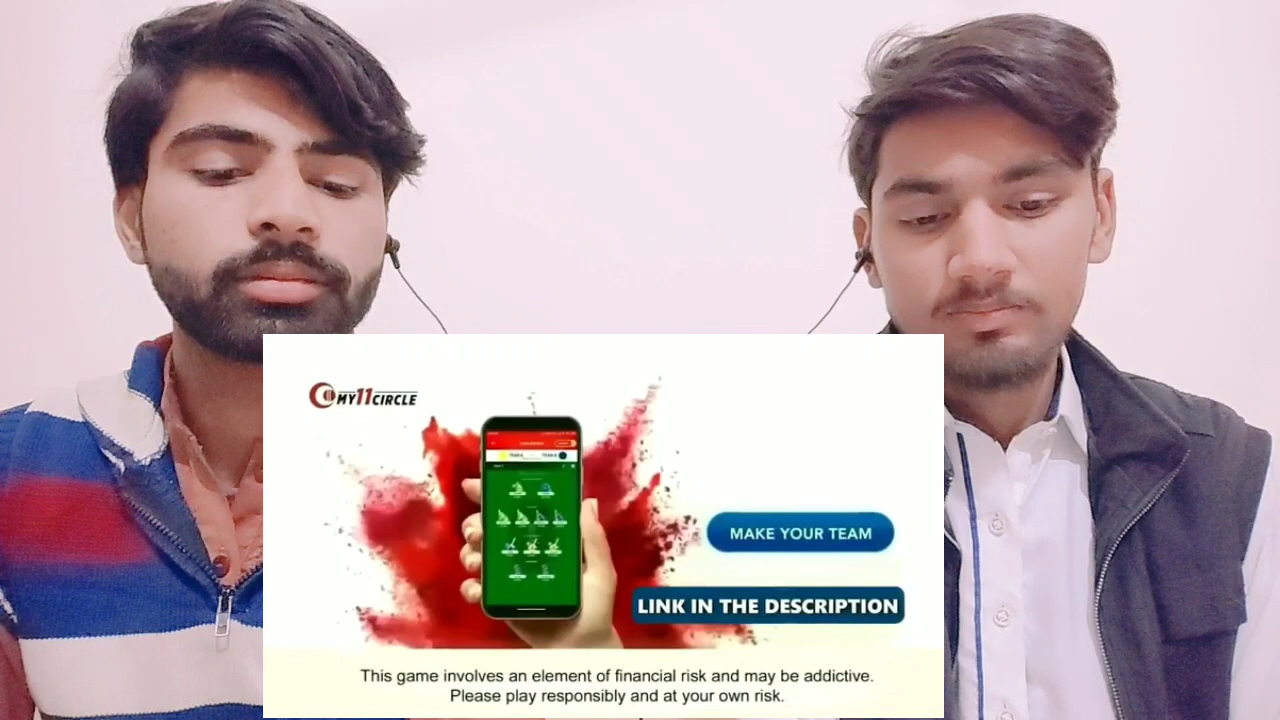 MY11CIRCLE
MAKE YOUR TEAM
LINK IN THE DESCRIPTION
This game involves an element of financial risk and may be addictive.
Please play responsibly and at your own risk.